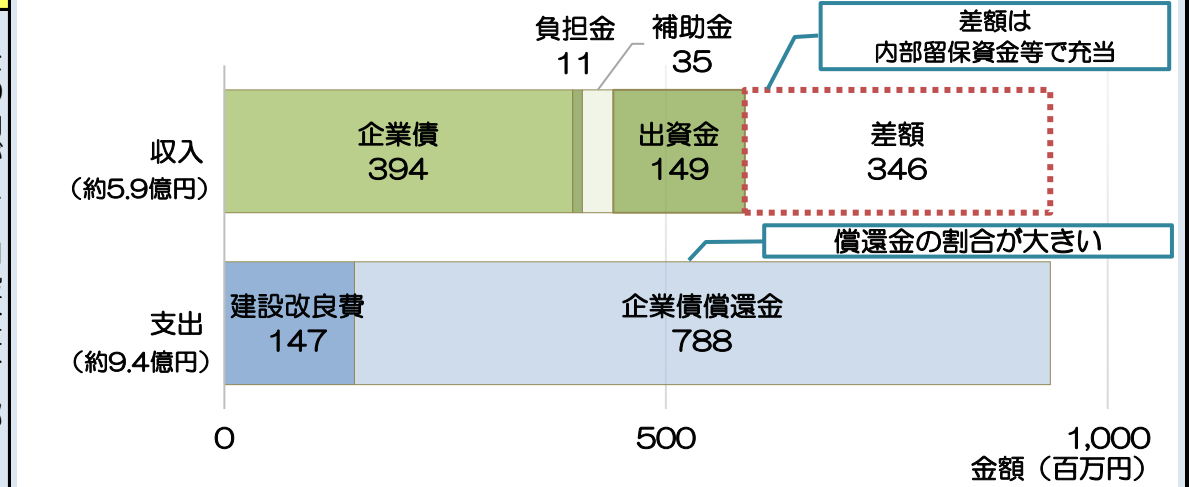 負担金
11
補助金
35
差額は
内部留保資金等で充当
収入
（約5.9億円）
企業債
394
出資金
149
差額
346
償還金の割合が大きい
支出
（約9.4億円）
建設改良費
147
企業債償還金
788
0
500
1,000
金額（百万円）